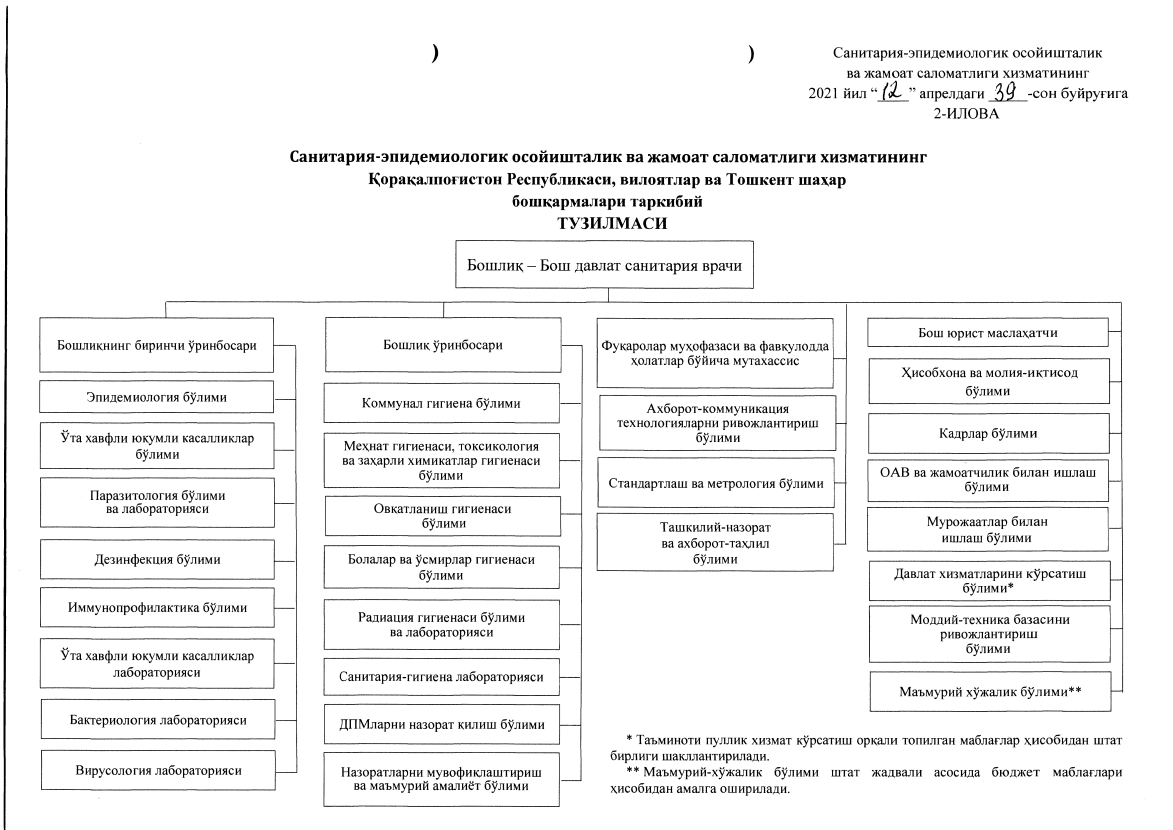 )
)
Санитария-эпидемиологик осойишталик
ва жамоат саломатлиги хизматининг
2021 йил “12” апрелдаги 39-сон буйруғига
2-ИЛОВА
Санитария-эпидемиологик осойишталик ва жамоат саломатлиги хизматининг
Қорақалпоғистон Республикаси, вилоятлар ва Тошкент шаҳар
бошқармалари таркибий
ТУЗИЛМАСИ
Бошлиқ – Бош давлат санитария врачи
Бошлиқнинг биринчи ўринбосари
Эпидемиология бўлими
Ўта хавфли юқумли касалликлар
бўлими
Паразитология бўлими
ва лабораторияси
Дезинфекция бўлими
Иммунопрофилактика бўлими
Ўта хавфли юқумли касалликлар
лабораторияси
Бактериология лабораторияси
Вирусология лабораторияси
Бошлиқ ўринбосари
Коммунал гигиена бўлими
Меҳнат гигиенаси, токсикология
ва заҳарли химикатлар гигиенаси
бўлими
Овқатланиш гигиенаси
бўлими
Болалар ва ўсмирлар гигиенаси
бўлими
Радиация гигиенаси бўлими
ва лабораторияси
Санитария-гигиена лабораторияси
ДПМларни назорат қилиш бўлими
Назоратларни мувофиқлаштириш
ва маъмурий амалиёт бўлими
Фуқаролар муҳофазаси ва фавқулодда
ҳолатлар бўйича мутахассис
Ахборот-коммуникация
технологияларни ривожлантириш
бўлими
Стандартлаш ва метрология бўлими
Ташкилий-назорат
ва ахборот-таҳлил
бўлими
Бош юрист маслаҳатчи
Ҳисобхона ва молия-иқтисод
бўлими
Кадрлар бўлими
ОАВ ва жамоатчилик билан ишлаш
бўлими
Мурожаатлар билан
ишлаш бўлими
Давлат хизматларини кўрсатиш
бўлими*
Моддий-техника базасини
ривожлантириш
бўлими
Маъмурий хўжалик бўлими**
* Таъминоти пуллик хизмат кўрсатиш орқали топилган маблағлар ҳисобидан штат
бирлиги шакллантирилади.
** Маъмурий-хўжалик бўлими штат жадвали асосида бюджет маблағлари
ҳисобидан амалга оширилади.